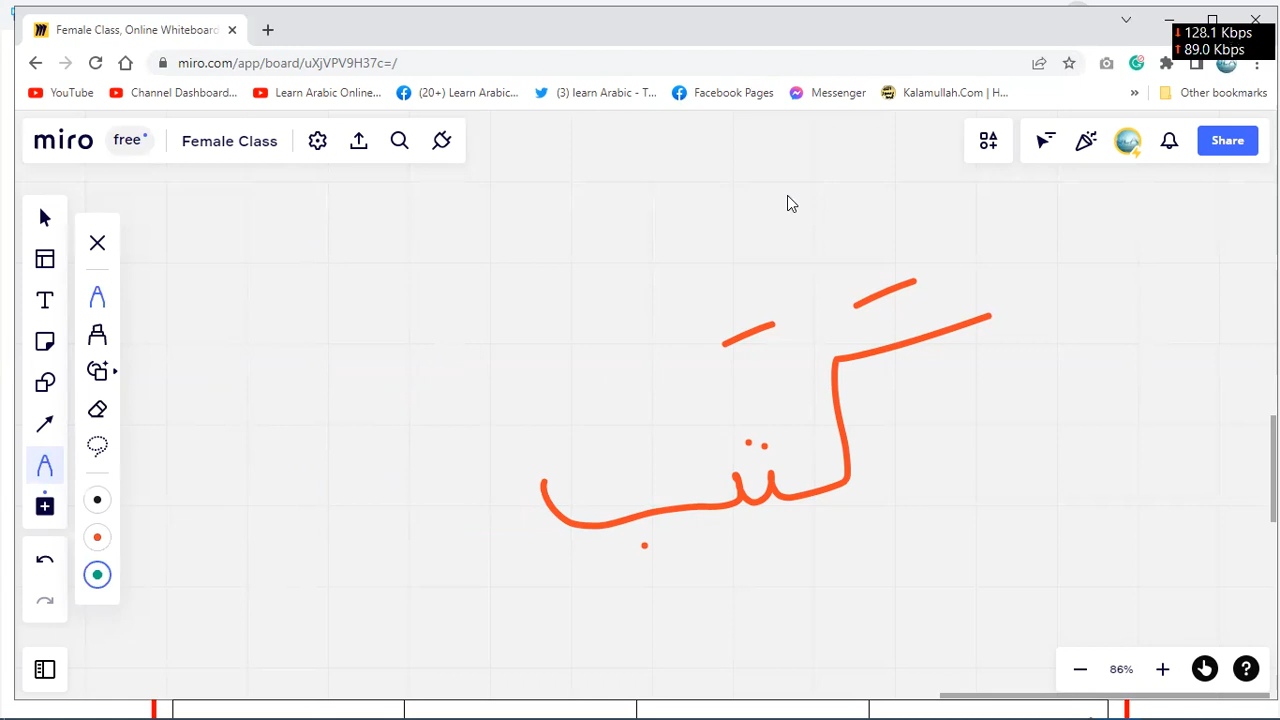 Female Class, Online Whiteboard
128.1 Kbps
89.0 Kbps
miro.com/app/board/uXjVPV9H37c=/
YouTube Channel Dashboard... Learn Arabic Online... (20+) Learn Arabic... (3) learn Arabic - T... Facebook Pages Messenger Kalamullah.Com | H... » Other bookmarks
miro free Female Class Share
كَتَب
86%